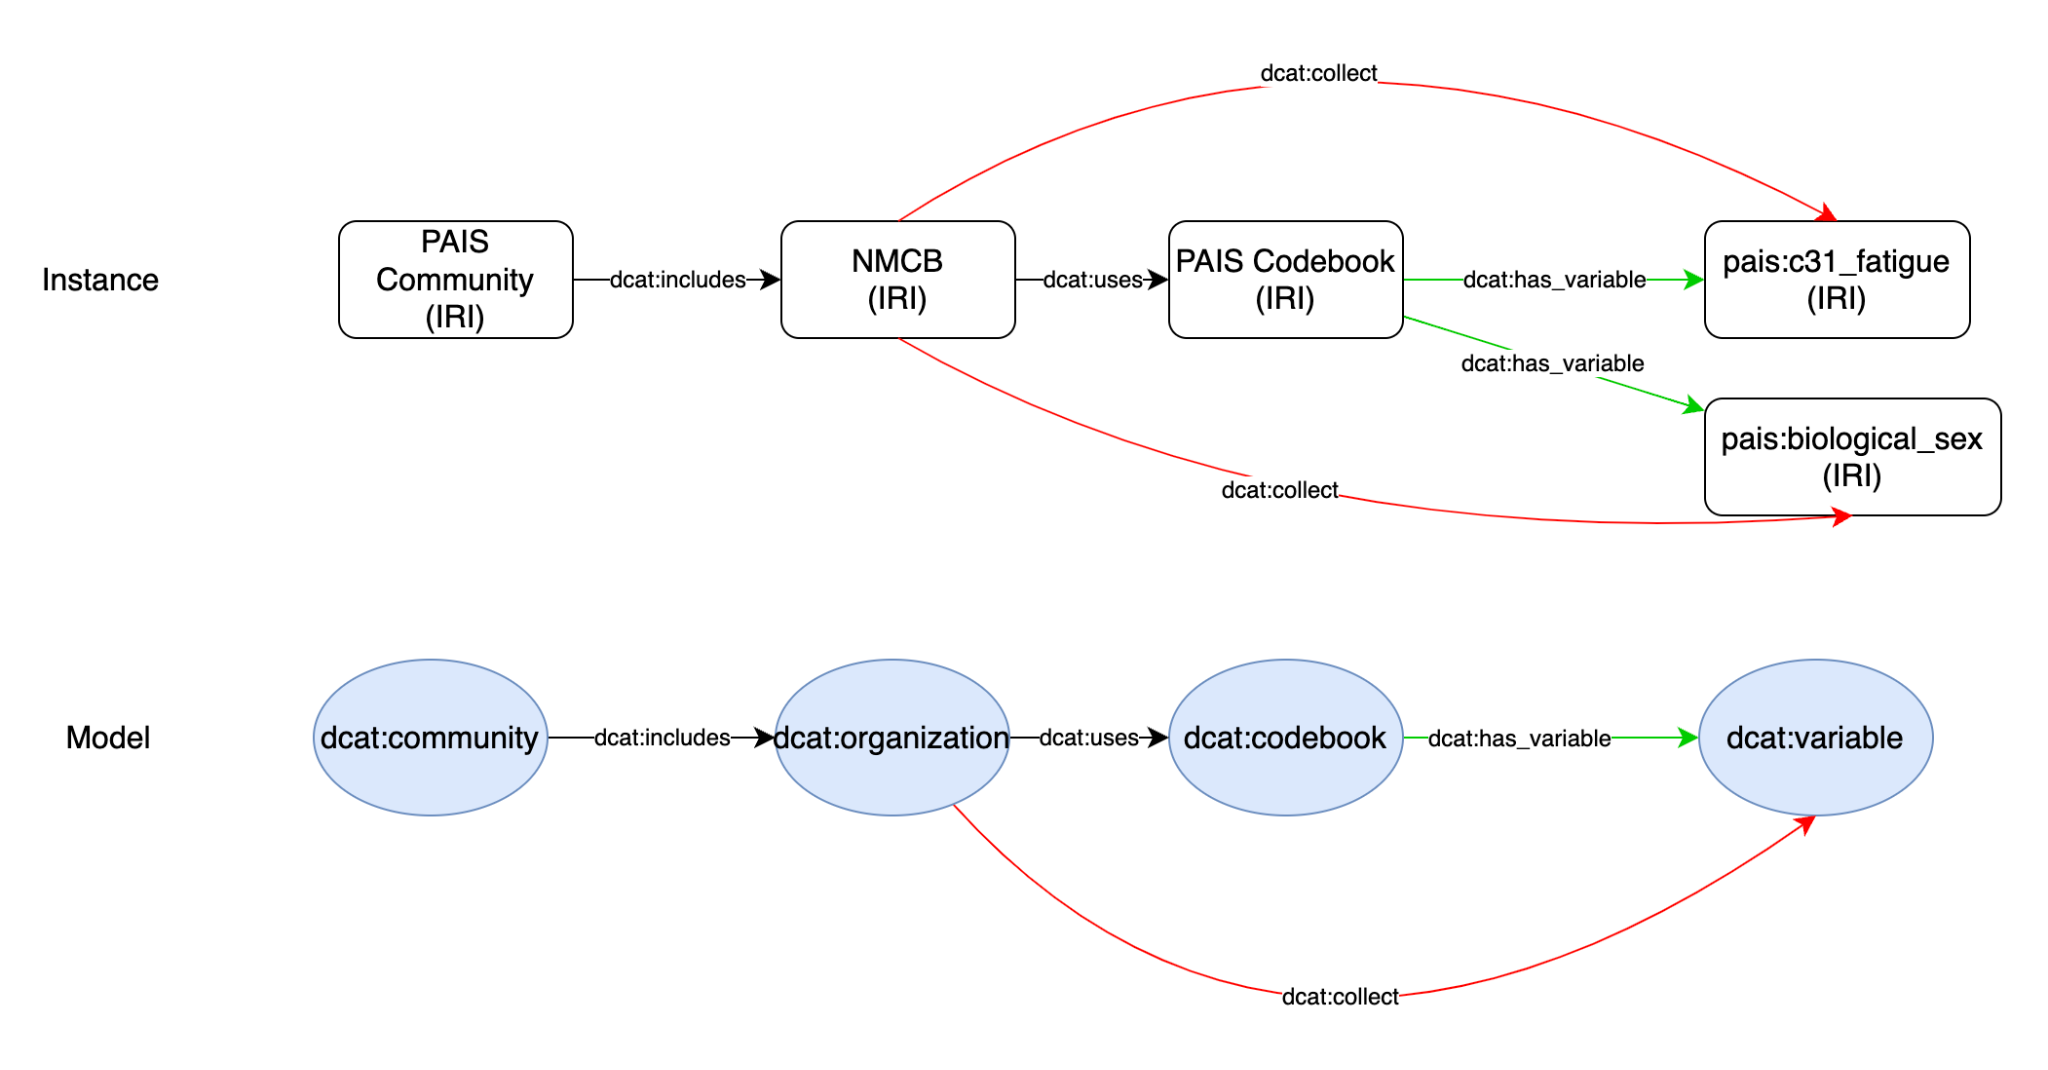 dcat:collect
Instance
PAIS
Community
(IRI)
dcat:includes
NMCB
(IRI)
dcat:uses
PAIS Codebook
(IRI)
dcat:has_variable
pais:c31_fatigue
(IRI)
dcat:has_variable
pais:biological_sex
(IRI)
dcat:collect
Model
dcat:community
dcat:includes
dcat:organization
dcat:uses
dcat:codebook
dcat:has_variable
dcat:variable
dcat:collect